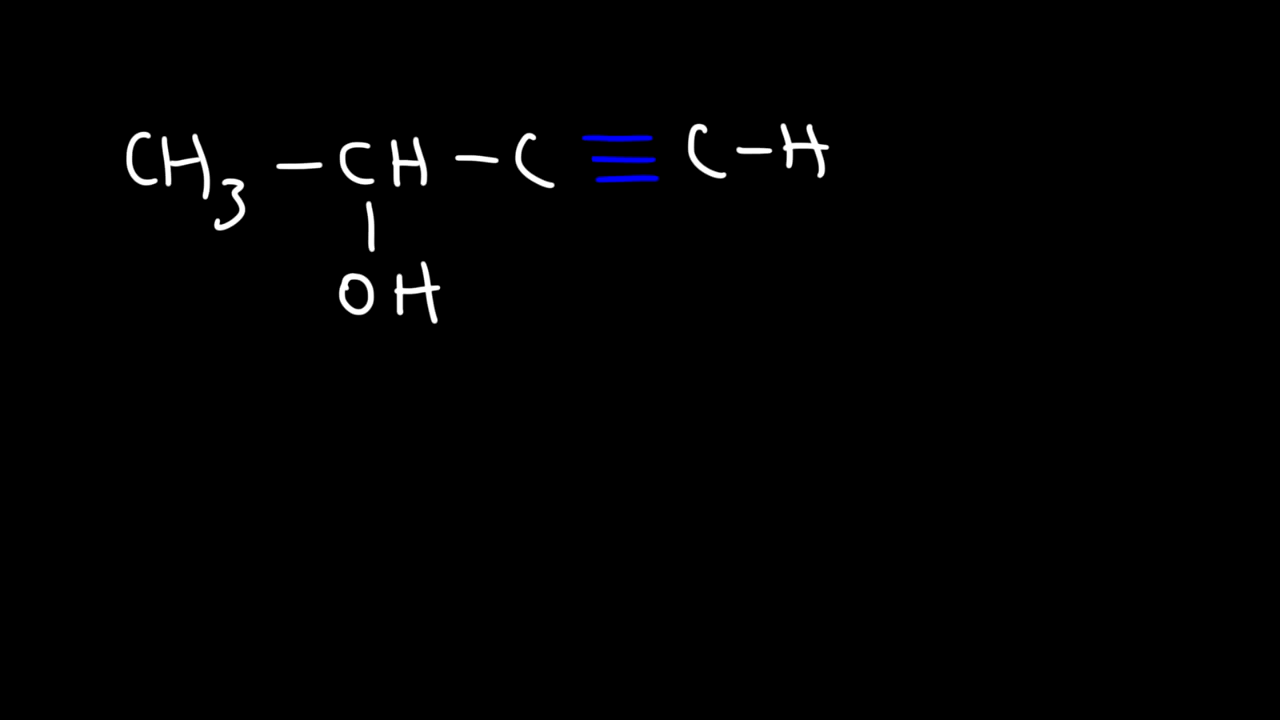 CH₃ — CH — C ≡ C — H
|
OH